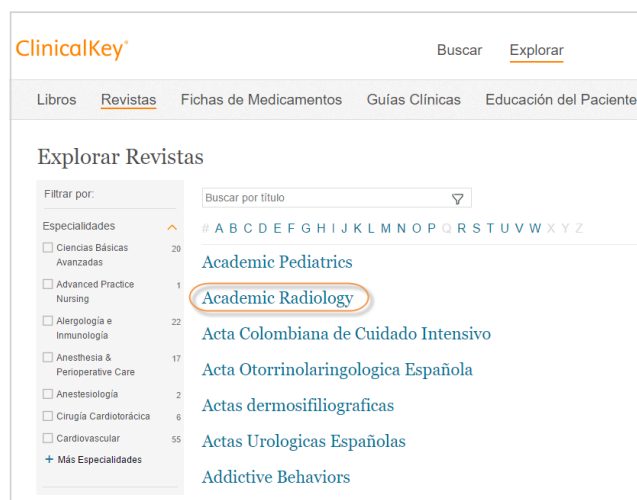 ClinicalKey®
Buscar Explorar
Libros Revistas Fichas de Medicamentos Guías Clínicas Educación del Paciente
Explorar Revistas
Filtrar por:
Buscar por título
Especialidades
# A B C D E F G H I J K L M N O P Q R S T U V W X Y Z
Ciencias Básicas
Avanzadas
20
Advanced Practice
Nursing
1
Alergología e
Inmunología
22
Anesthesia &
Perioperative Care
17
Anestesiología 2
Cirugía Cardiotorácica 6
Cardiovascular 55
+ Más Especialidades
Academic Pediatrics
Academic Radiology
Acta Colombiana de Cuidado Intensivo
Acta Otorrinolaringologica Española
Actas dermosifiliograficas
Actas Urologicas Españolas
Addictive Behaviors